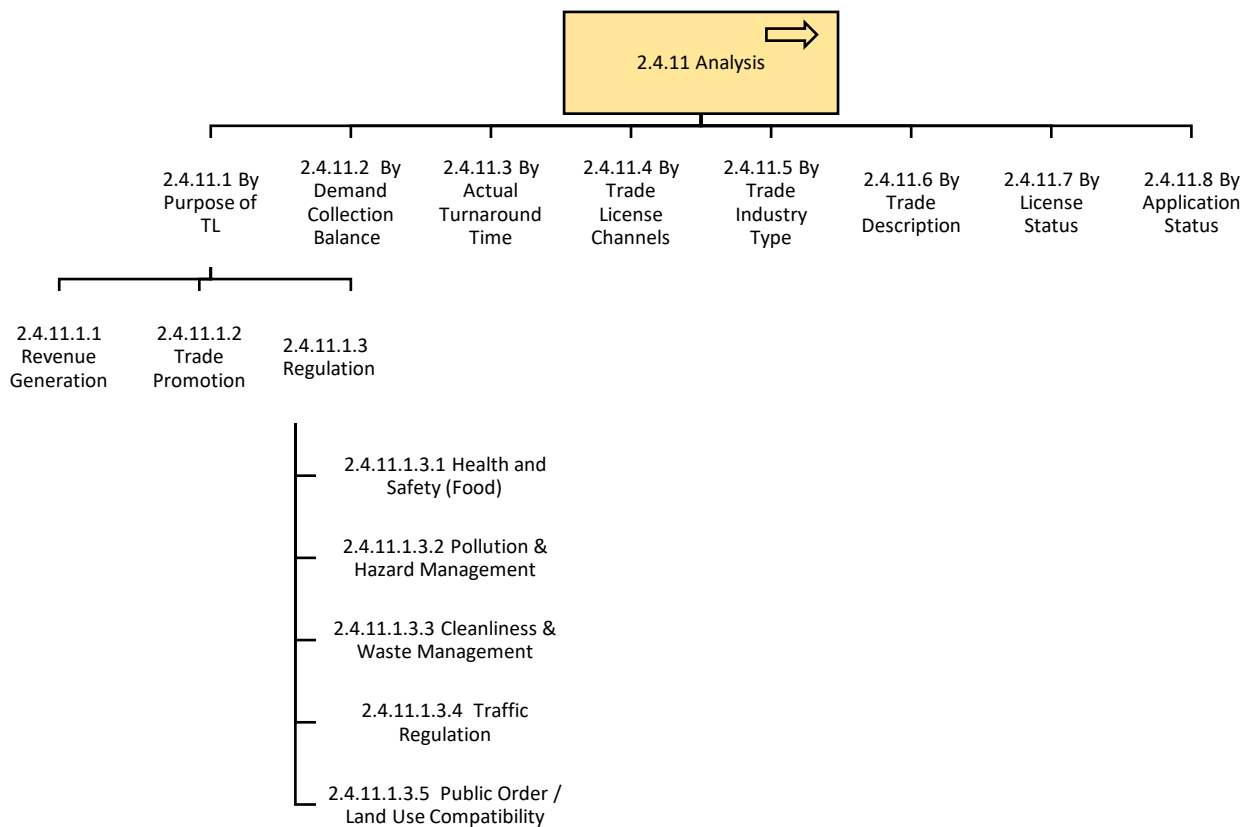 2.4.11 Analysis
2.4.11.1 By
Purpose of
TL
2.4.11.2 By
Demand
Collection
Balance
2.4.11.3 By
Actual
Turnaround
Time
2.4.11.4 By
Trade
License
Channels
2.4.11.5 By
Trade
Industry
Type
2.4.11.6 By
Trade
Description
2.4.11.7 By
License
Status
2.4.11.8 By
Application
Status
2.4.11.1.1
Revenue
Generation
2.4.11.1.2
Trade
Promotion
2.4.11.1.3
Regulation
2.4.11.1.3.1 Health and
Safety (Food)
2.4.11.1.3.2 Pollution &
Hazard Management
2.4.11.1.3.3 Cleanliness &
Waste Management
2.4.11.1.3.4 Traffic
Regulation
2.4.11.1.3.5 Public Order /
Land Use Compatibility